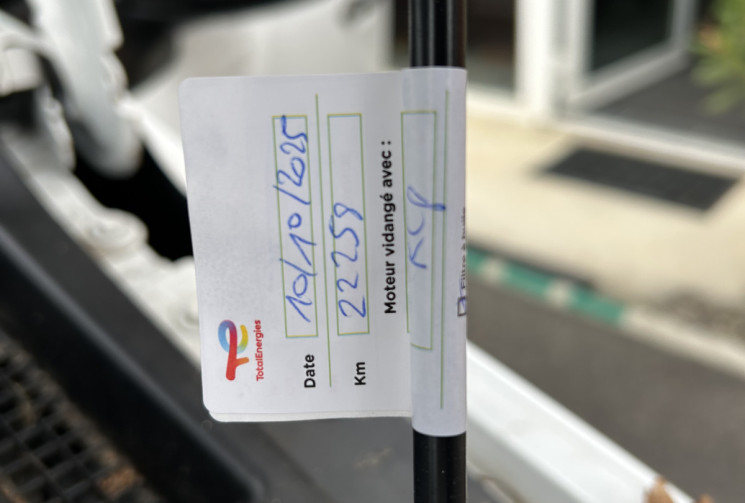 TotalEnergies
Date 10/10/2025
Km 22259
Moteur vidangé avec :